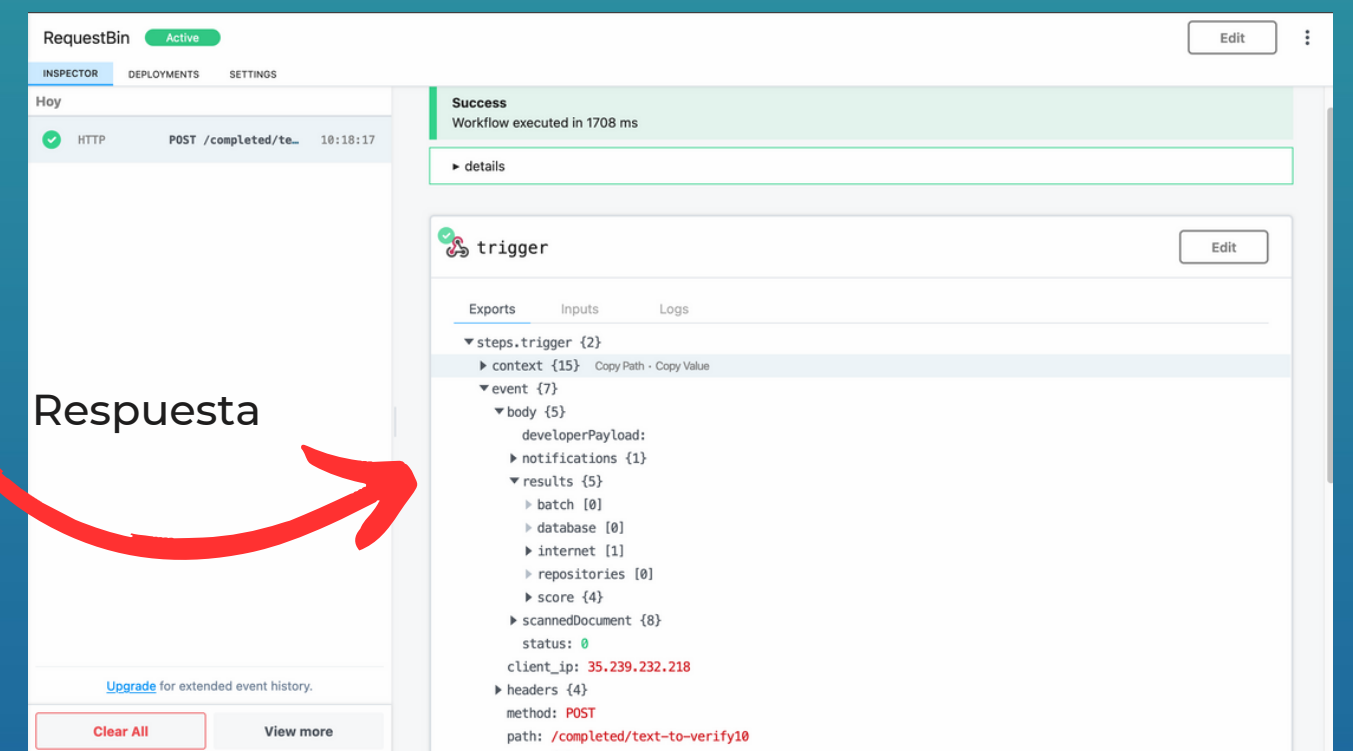 RequestBin Active Edit
INSPECTOR DEPLOYMENTS SETTINGS
Hoy
HTTP POST /completed/te… 10:18:17
Success
Workflow executed in 1708 ms
details
trigger Edit
Exports Inputs Logs
steps.trigger {2}
context {15} Copy Path • Copy Value
event {7}
body {5}
developerPayload:
notifications {1}
results {5}
batch [0]
database [0]
internet [1]
repositories [0]
score {4}
scannedDocument {8}
status: 0
client_ip: 35.239.232.218
headers {4}
method: POST
path: /completed/text-to-verify10
Respuesta
Upgrade for extended event history.
Clear All View more